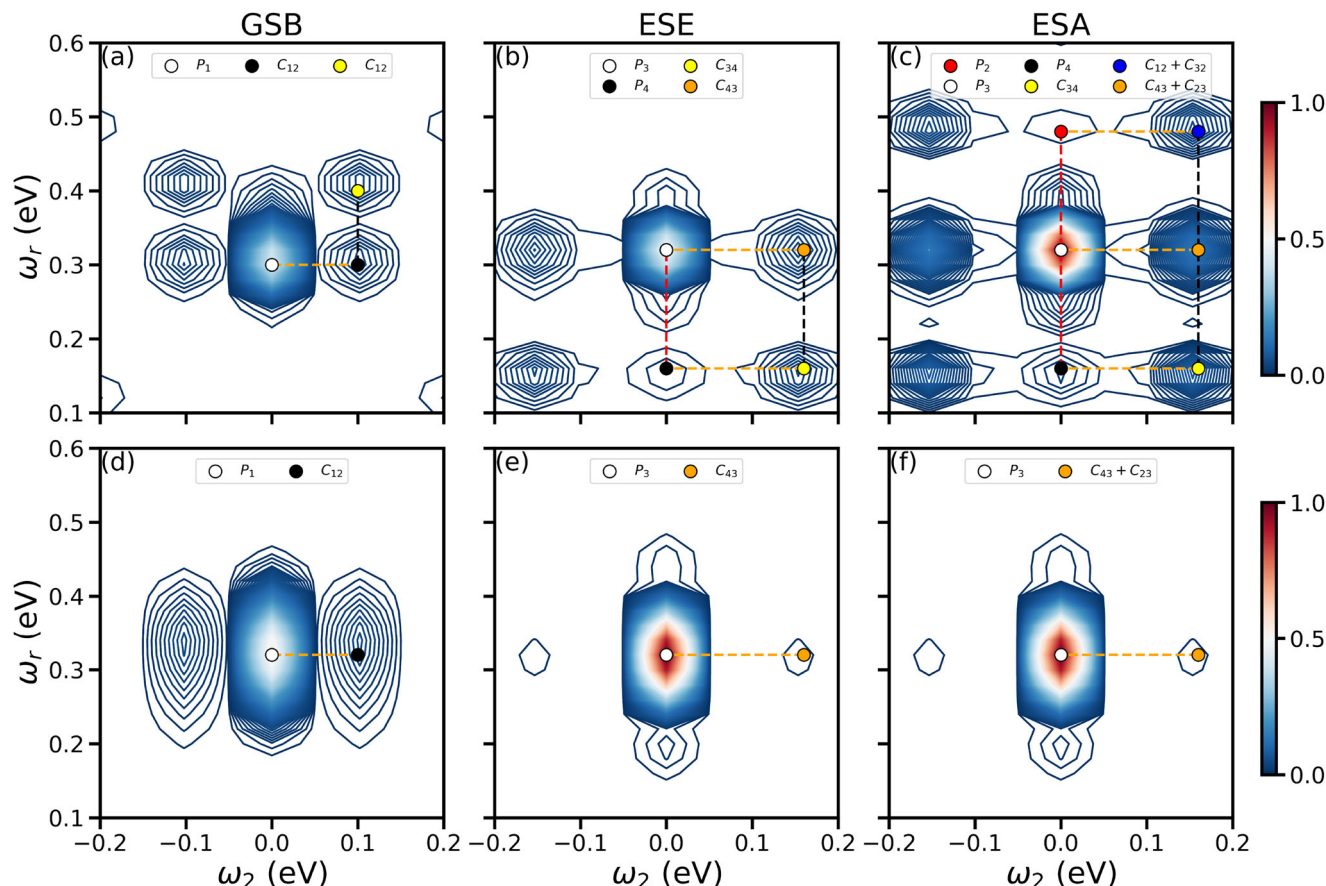 GSB ESE ESA
(a) P₁ C₁₂ C₁₂
(b) P₃ C₃₄
P₄ C₄₃
(c) P₂ P₄ C₁₂ + C₃₂
P₃ C₃₄ C₄₃ + C₂₃
0.6
0.5
0.4
0.3
0.2
0.1
ωᵣ (eV)
1.0
0.5
0.0
(d) P₁ C₁₂
(e) P₃ C₄₃
(f) P₃ C₄₃ + C₂₃
0.6
0.5
0.4
0.3
0.2
0.1
ωᵣ (eV)
1.0
0.5
0.0
−0.2 −0.1 0.0 0.1 0.2
−0.2 −0.1 0.0 0.1 0.2
−0.2 −0.1 0.0 0.1 0.2
ω₂ (eV) ω₂ (eV) ω₂ (eV)